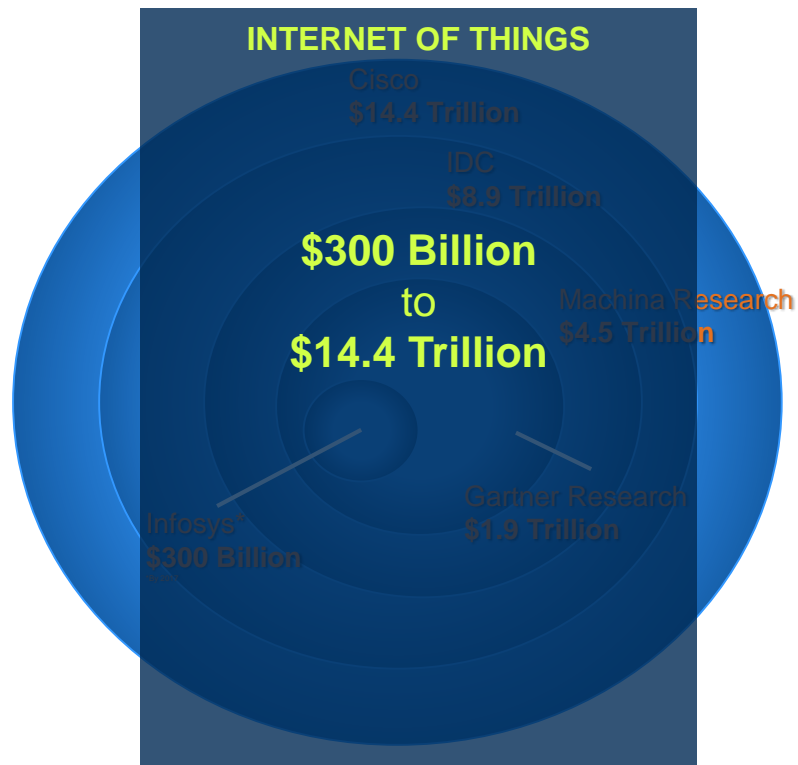 INTERNET OF THINGS
Cisco
$14.4 Trillion
IDC
$8.9 Trillion
$300 Billion
to
$14.4 Trillion
Machina Research
$4.5 Trillion
Gartner Research
$1.9 Trillion
Infosys*
$300 Billion